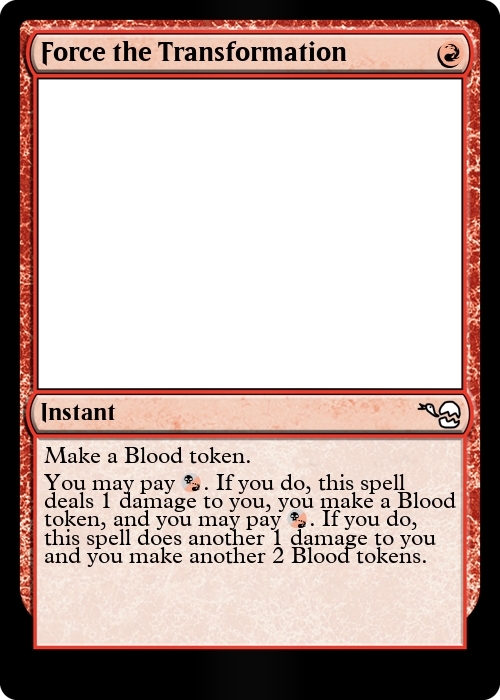 Force the Transformation
Instant
Make a Blood token.
You may pay . If you do, this spell
deals 1 damage to you, you make a Blood
token, and you may pay . If you do,
this spell does another 1 damage to you
and you make another 2 Blood tokens.